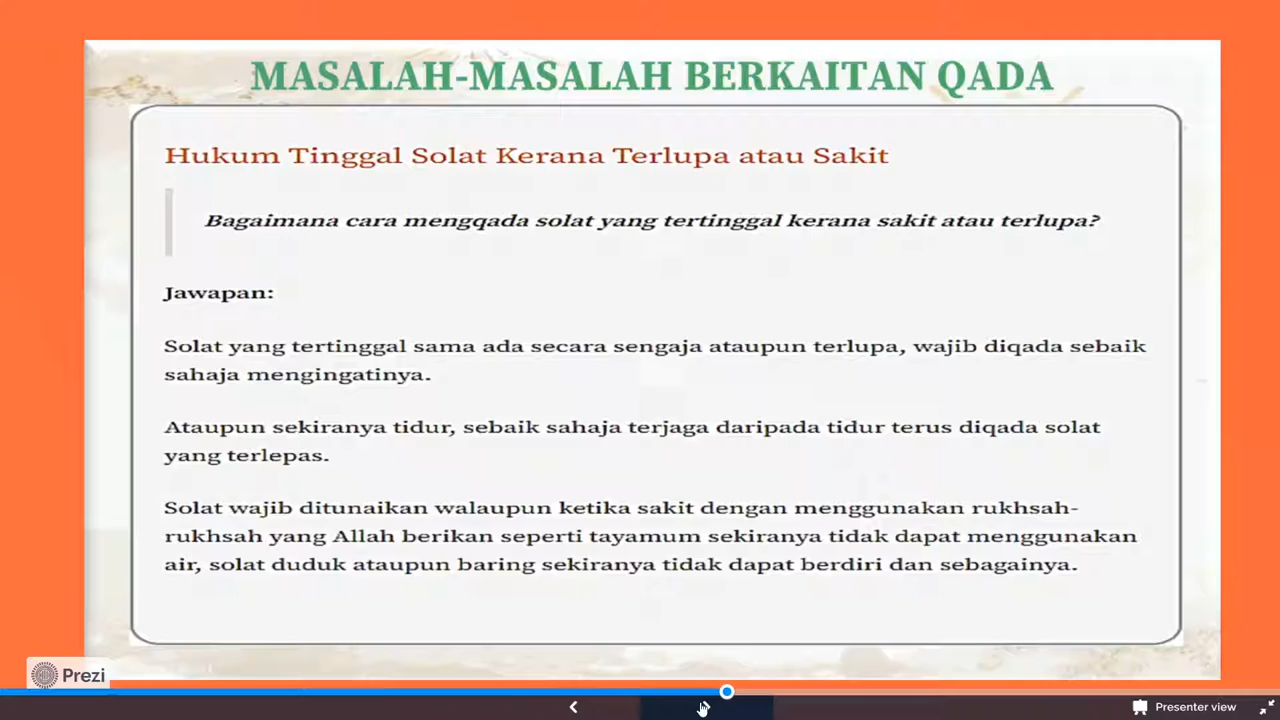 MASALAH-MASALAH BERKAITAN QADA
Hukum Tinggal Solat Kerana Terlupa atau Sakit
Bagaimana cara mengqada solat yang tertinggal kerana sakit atau terlupa?
Jawapan:
Solat yang tertinggal sama ada secara sengaja ataupun terlupa, wajib diqada sebaik
sahaja mengingatinya.
Ataupun sekiranya tidur, sebaik sahaja terjaga daripada tidur terus diqada solat
yang terlepas.
Solat wajib ditunaikan walaupun ketika sakit dengan menggunakan rukhsah-
rukhsah yang Allah berikan seperti tayamum sekiranya tidak dapat menggunakan
air, solat duduk ataupun baring sekiranya tidak dapat berdiri dan sebagainya.
Prezi
Presenter view